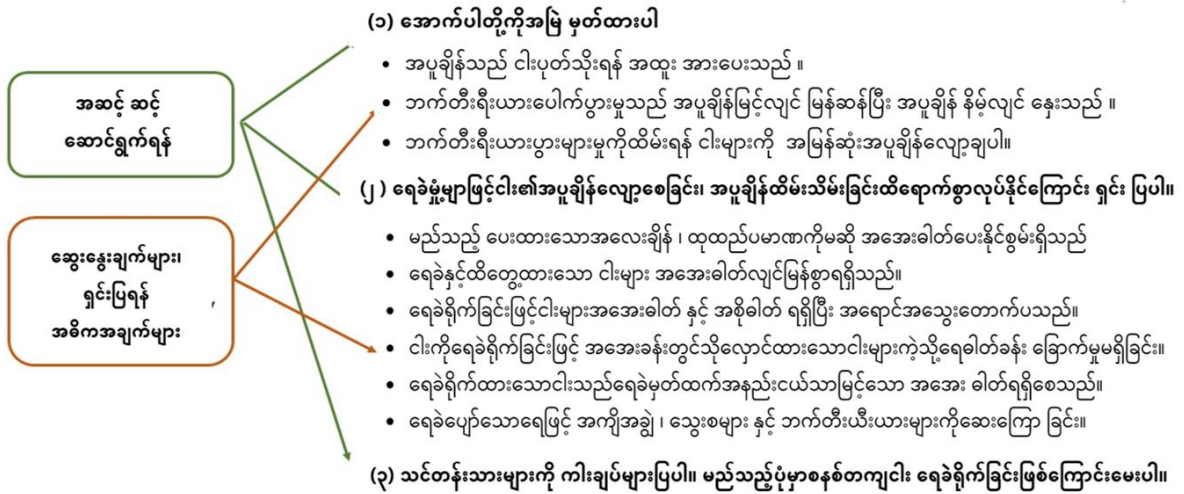 အဆင့် ဆင့်
ဆောင်ရွက်ရန်
ဆွေးနွေးချက်များ၊
ရှင်းပြရန်
အဓိကအချက်များ
(၁) အောက်ပါတို့ကိုအမြဲ မှတ်ထားပါ
• အပူချိန်သည် ငါးပုတ်သိုးရန် အထူး အားပေးသည် ။
• ဘက်တီးရီးယားပေါက်ပွားမှုသည် အပူချိန်မြင့်လျှင် မြန်ဆန်ပြီး အပူချိန် နိမ့်လျှင် နှေးသည် ။
• ဘက်တီးရီးယားပွားများမှုကိုထိမ်းရန် ငါးများကို အမြန်ဆုံးအပူချိန်လျော့ချပါ။
(၂ ) ရေခဲမှုံ့မျာဖြင့်ငါး၏အပူချိန်လျော့စေခြင်း၊ အပူချိန်ထိမ်းသိမ်းခြင်းထိရောက်စွာလုပ်နိုင်ကြောင်း ရှင်း ပြပါ။
• မည်သည့် ပေးထားသောအလေးချိန် ၊ ထုထည်ပမာဏကိုမဆို အအေးဓါတ်ပေးနိုင်စွမ်းရှိသည်
• ရေခဲနှင့်ထိတွေ့ထားသော ငါးများ အအေးဓါတ်လျင်မြန်စွာရရှိသည်။
• ရေခဲရိုက်ခြင်းဖြင့်ငါးများအအေးဓါတ် နှင့် အစိုဓါတ် ရရှိပြီး အရောင်အသွေးတောက်ပသည်။
• ငါးကိုရေခဲရိုက်ခြင်းဖြင့် အအေးခန်းတွင်သိုလှောင်ထားသောငါးများကဲ့သို့ရေဓါတ်ခန်း ခြောက်မှုမရှိခြင်း။
• ရေခဲရိုက်ထားသောငါးသည်ရေခဲမှတ်ထက်အနည်းငယ်သာမြင့်သော အအေး ဓါတ်ရရှိစေသည်။
• ရေခဲပျော်သောရေဖြင့် အကျိအချွဲ ၊ သွေးစများ နှင့် ဘက်တီးယီးယားများကိုဆေးကြော ခြင်း။
(၃) သင်တန်းသားများကို ကါးချပ်များပြပါ။ မည်သည့်ပုံမှာစနစ်တကျငါး ရေခဲရိုက်ခြင်းဖြစ်ကြောင်းမေးပါ။